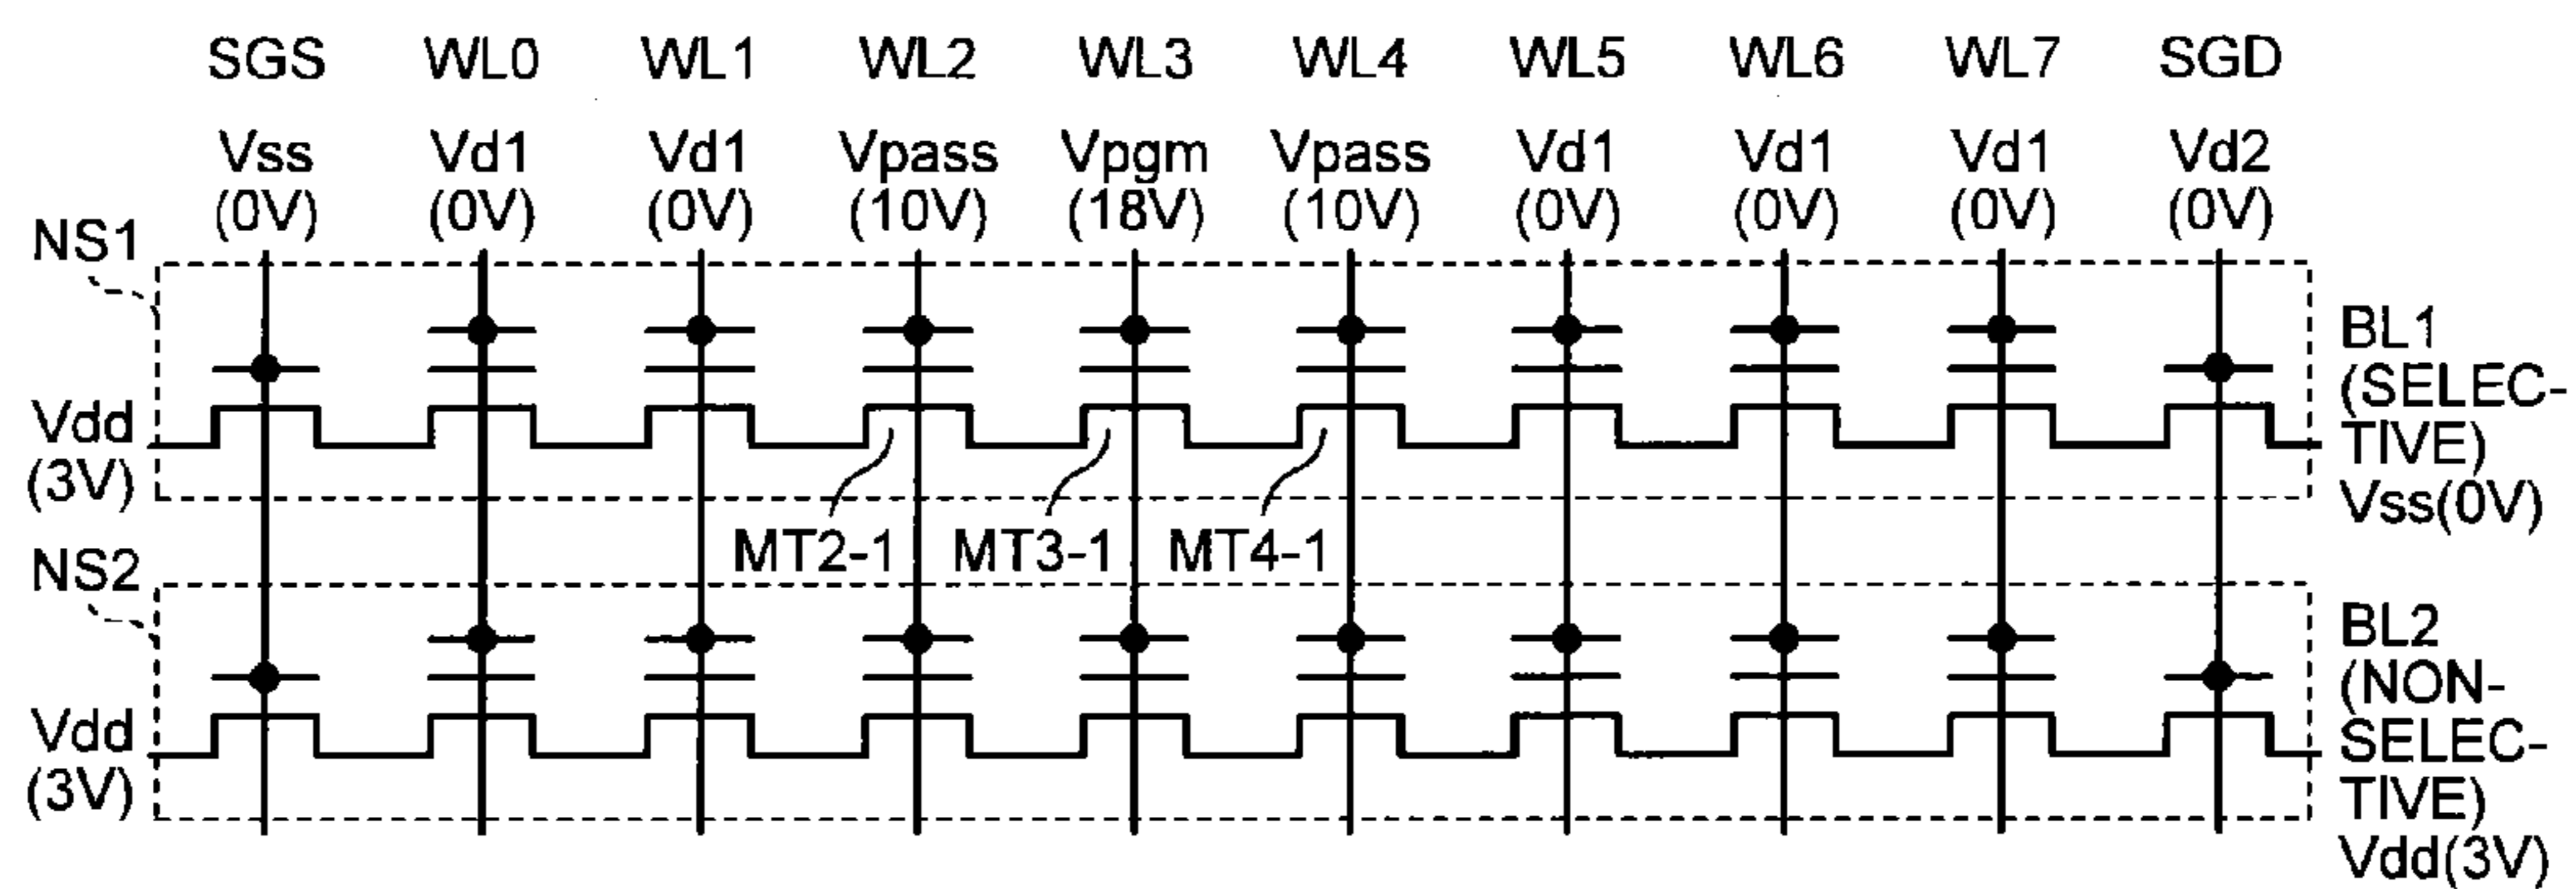 SGS WL0 WL1 WL2 WL3 WL4 WL5 WL6 WL7 SGD
Vss Vd1 Vd1 Vpass Vpgm Vpass Vd1 Vd1 Vd1 Vd2
(0V) (0V) (0V) (10V) (18V) (10V) (0V) (0V) (0V) (0V)
NS1
Vdd
(3V)
BL1
(SELEC-
TIVE)
Vss(0V)
MT2-1 MT3-1 MT4-1
NS2
Vdd
(3V)
BL2
(NON-
SELEC-
TIVE)
Vdd(3V)